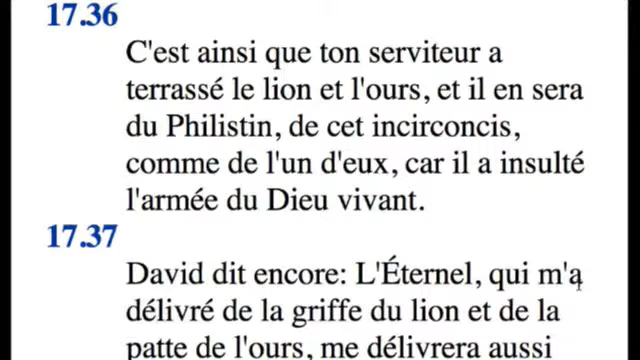 17.36
C'est ainsi que ton serviteur a
terrassé le lion et l'ours, et il en sera
du Philistin, de cet incirconcis,
comme de l'un d'eux, car il a insulté
l'armée du Dieu vivant.
17.37
David dit encore: L'Éternel, qui m'a
délivré de la griffe du lion et de la
patte de l'ours, me délivrera aussi